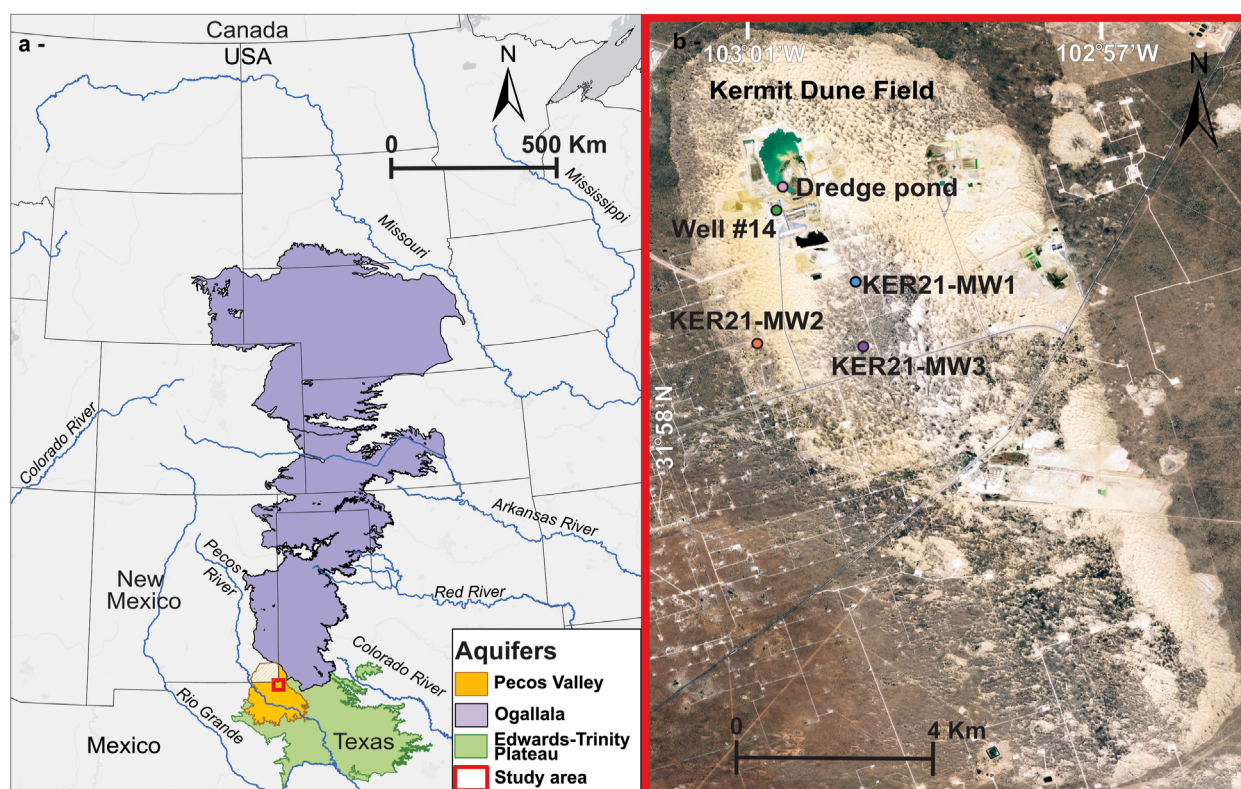 a -
Canada
USA
N
0 500 Km
Mississippi
Missouri
Colorado River
Arkansas River
Pecos
River
New
Mexico
Red River
Colorado River
Rio Grande
Mexico
Texas
Aquifers
Pecos Valley
Ogallala
Edwards-Trinity
Plateau
Study area
b -
103°01'W
102°57'W
N
Kermit Dune Field
Dredge pond
Well #14
KER21-MW1
KER21-MW2
KER21-MW3
31°58'N
0 4 Km